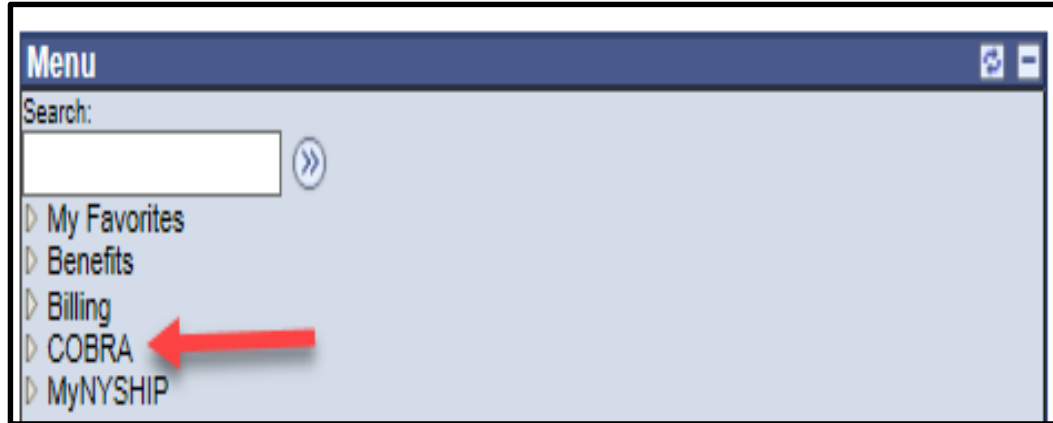 Menu
Search:
My Favorites
Benefits
Billing
COBRA
MyNYSHIP